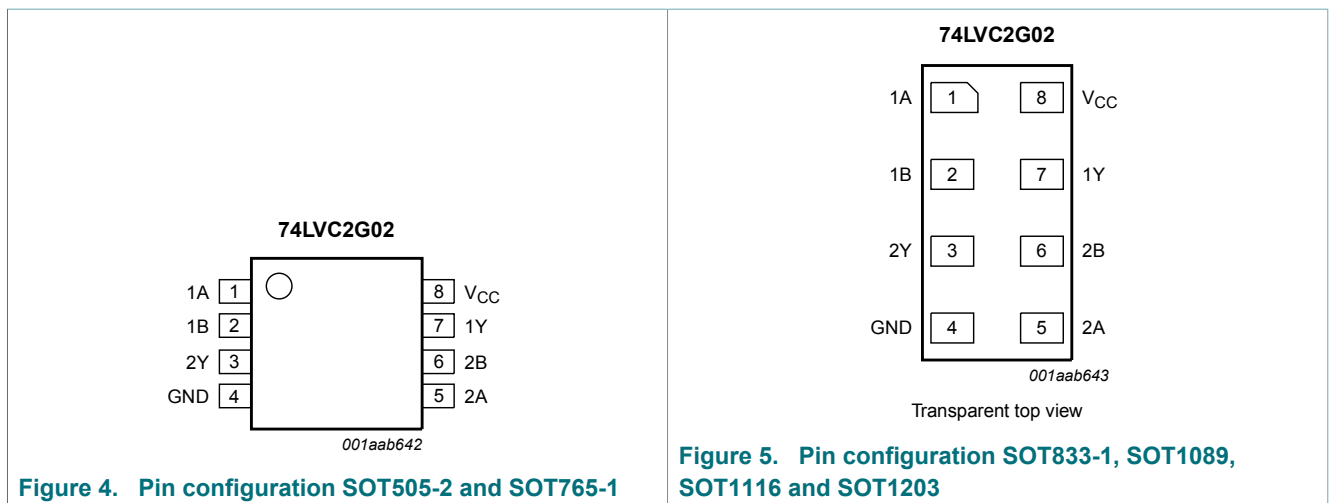 74LVC2G02
1A 1 8 VCC
1B 2 7 1Y
2Y 3 6 2B
GND 4 5 2A
001aab642
Figure 4. Pin configuration SOT505-2 and SOT765-1
74LVC2G02
1A 1 8 VCC
1B 2 7 1Y
2Y 3 6 2B
GND 4 5 2A
001aab643
Transparent top view
Figure 5. Pin configuration SOT833-1, SOT1089,
SOT1116 and SOT1203